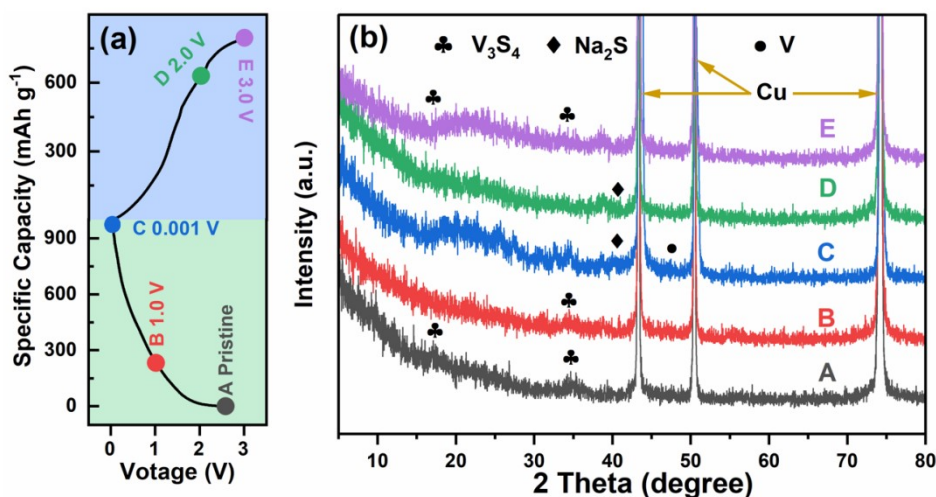 (a)
Specific Capacity (mAh g⁻¹)
600
300
900
600
300
0
D 2.0 V
E 3.0 V
C 0.001 V
B 1.0 V
A Pristine
0 1 2 3
Votage (V)
(b)
♣ V₃S₄ ♦ Na₂S ● V
Cu
E
D
C
B
A
Intensity (a.u.)
10 20 30 40 50 60 70 80
2 Theta (degree)